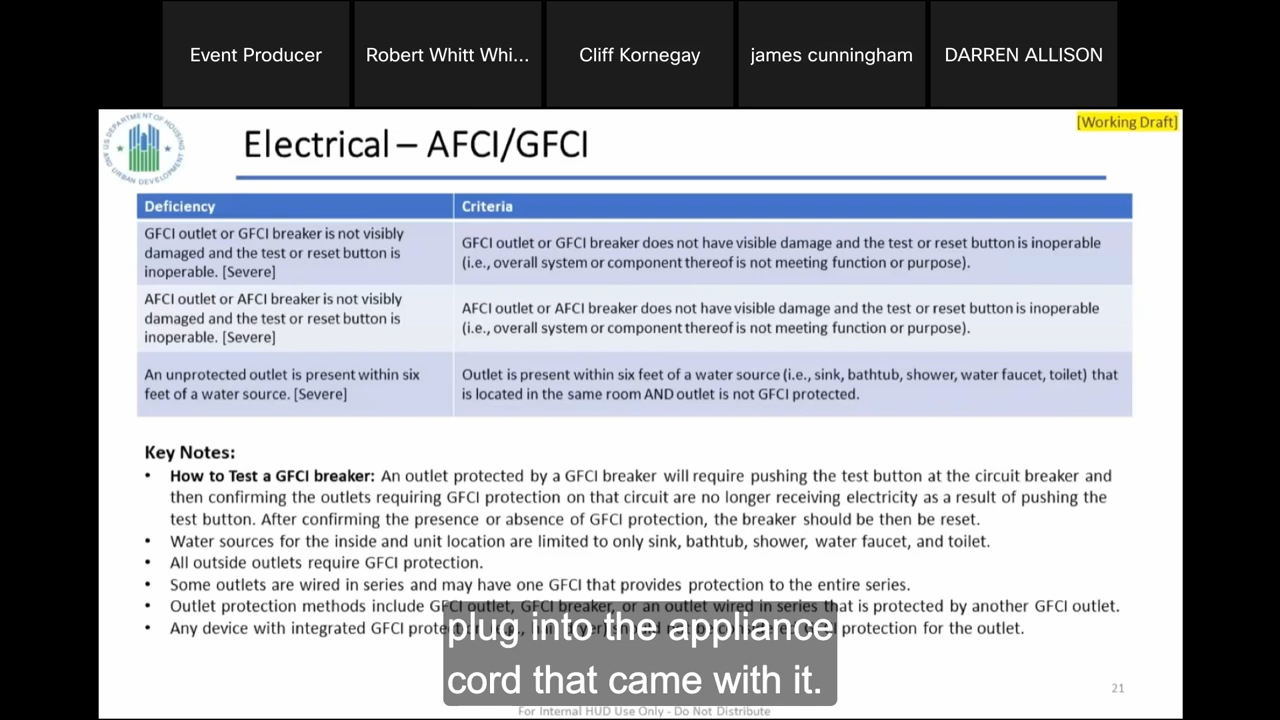 Event Producer
Robert Whitt Whi...
Cliff Kornegay
james cunningham
DARREN ALLISON
[Working Draft]
U.S. DEPARTMENT OF HOUSING AND URBAN DEVELOPMENT
Electrical – AFCI/GFCI
Deficiency
Criteria
GFCI outlet or GFCI breaker is not visibly
damaged and the test or reset button is
inoperable. [Severe]
GFCI outlet or GFCI breaker does not have visible damage and the test or reset button is inoperable
(i.e., overall system or component thereof is not meeting function or purpose).
AFCI outlet or AFCI breaker is not visibly
damaged and the test or reset button is
inoperable. [Severe]
AFCI outlet or AFCI breaker does not have visible damage and the test or reset button is inoperable
(i.e., overall system or component thereof is not meeting function or purpose).
An unprotected outlet is present within six
feet of a water source. [Severe]
Outlet is present within six feet of a water source (i.e., sink, bathtub, shower, water faucet, toilet) that
is located in the same room AND outlet is not GFCI protected.
Key Notes:
• How to Test a GFCI breaker: An outlet protected by a GFCI breaker will require pushing the test button at the circuit breaker and
then confirming the outlets requiring GFCI protection on that circuit are no longer receiving electricity as a result of pushing the
test button. After confirming the presence or absence of GFCI protection, the breaker should be then be reset.
• Water sources for the inside and unit location are limited to only sink, bathtub, shower, water faucet, and toilet.
• All outside outlets require GFCI protection.
• Some outlets are wired in series and may have one GFCI that provides protection to the entire series.
• Outlet protection methods include GFCI outlet, GFCI breaker, or an outlet wired in series that is protected by another GFCI outlet.
• Any device with integrated GFCI protection for the outlet.
plug into the appliance
cord that came with it.
21
For Internal HUD Use Only - Do Not Distribute